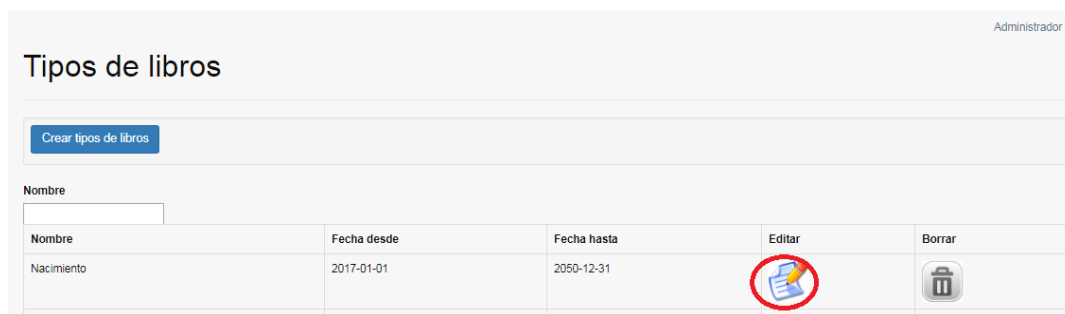 Administrador
Tipos de libros
Crear tipos de libros
Nombre
Nombre Fecha desde Fecha hasta Editar Borrar
Nacimiento 2017-01-01 2050-12-31